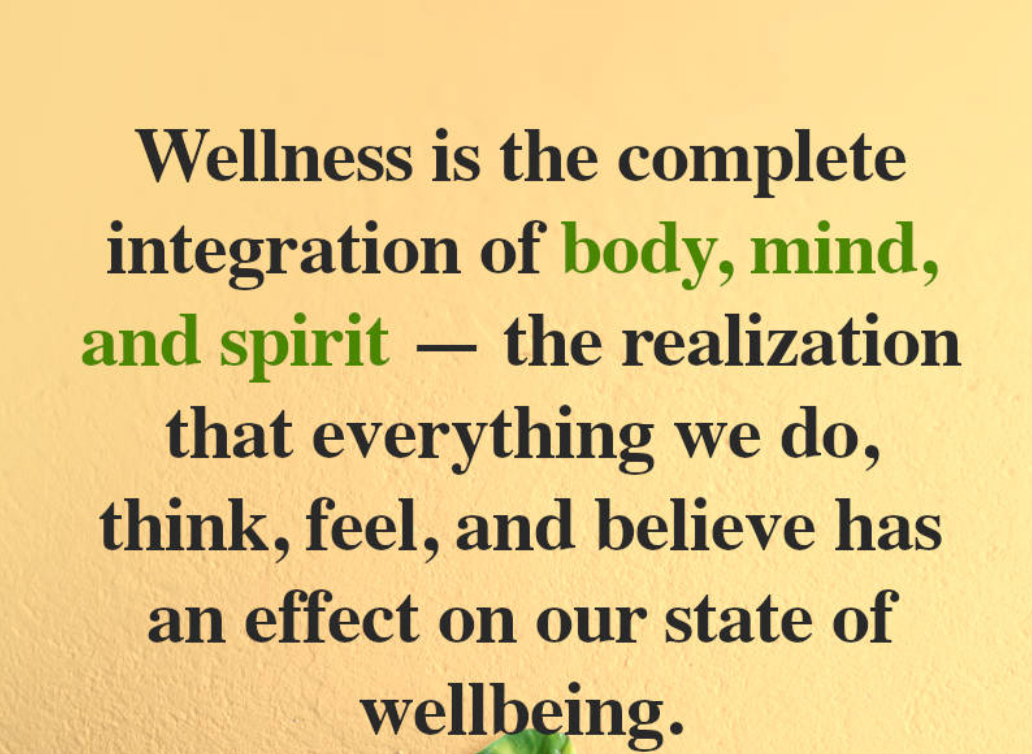 Wellness is the complete
integration of body, mind,
and spirit — the realization
that everything we do,
think, feel, and believe has
an effect on our state of
wellbeing.